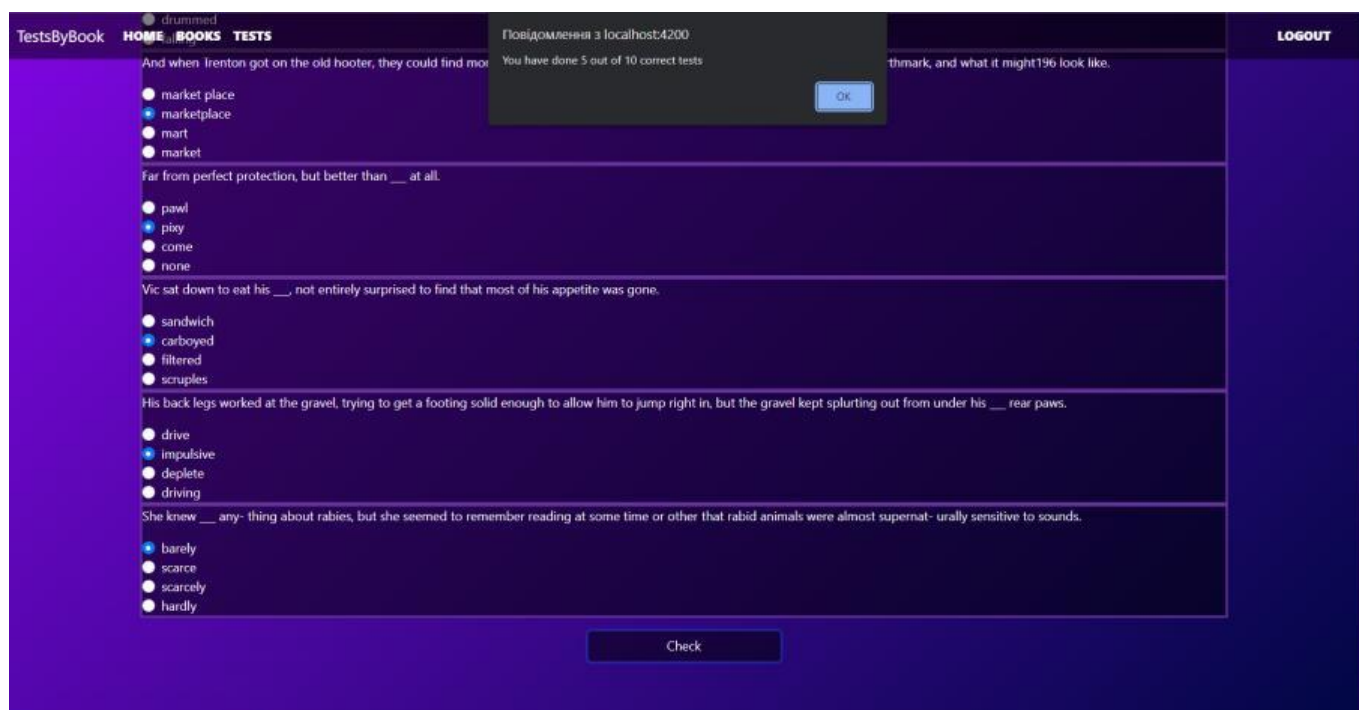 drummed
TestsByBook HOME BOOKS TESTS
LOGOUT
Повідомлення з localhost:4200
You have done 5 out of 10 correct tests
OK
And when Trenton got on the old hooter, they could find mor
thmark, and what it might196 look like.
market place
marketplace
mart
market
Far from perfect protection, but better than __ at all.
pawl
pixy
come
none
Vic sat down to eat his __, not entirely surprised to find that most of his appetite was gone.
sandwich
carboyed
filtered
scruples
His back legs worked at the gravel, trying to get a footing solid enough to allow him to jump right in, but the gravel kept splurting out from under his __ rear paws.
drive
impulsive
deplete
driving
She knew __ any- thing about rabies, but she seemed to remember reading at some time or other that rabid animals were almost supernat- urally sensitive to sounds.
barely
scarce
scarcely
hardly
Check